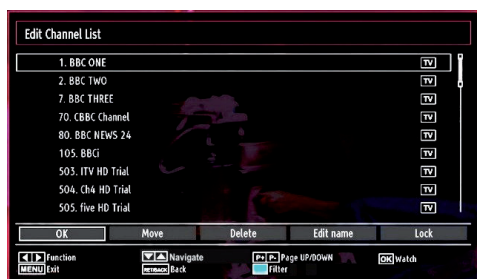 Edit Channel List
1. BBC ONE TV
2. BBC TWO TV
7. BBC THREE TV
70. CBBC Channel TV
80. BBC NEWS 24 TV
105. BBCi TV
503. ITV HD Trial TV
504. Ch4 HD Trial TV
505. five HD Trial TV
OK Move Delete Edit name Lock
Function Navigate P+ P- Page UP/DOWN OK Watch
MENU Exit RET/BACK Back Filter